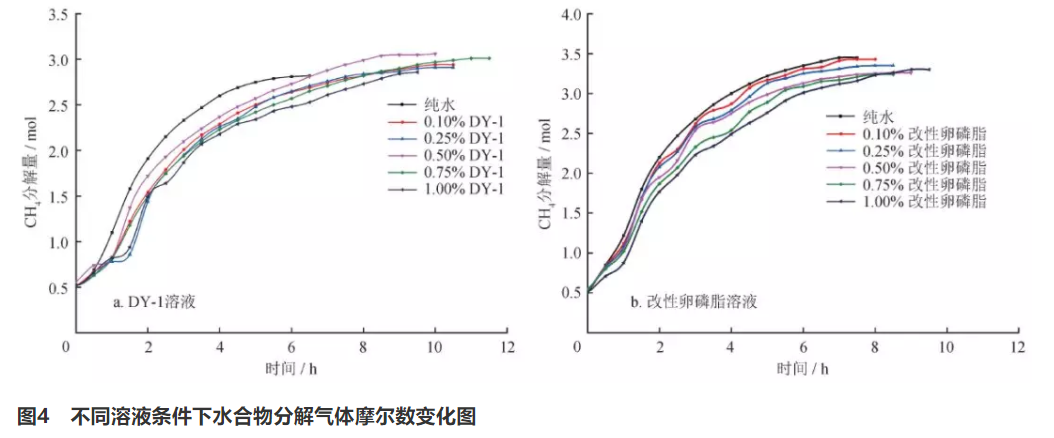 3.5
3.0
2.5
2.0
1.5
1.0
0.5
0
2
4
6
8
10
12
CH₄分解量 / mol
时间 / h
纯水
0.10% DY-1
0.25% DY-1
0.50% DY-1
0.75% DY-1
1.00% DY-1
a. DY-1溶液
4.0
3.5
3.0
2.5
2.0
1.5
1.0
0.5
0
2
4
6
8
10
12
CH₄分解量 / mol
时间 / h
纯水
0.10% 改性卵磷脂
0.25% 改性卵磷脂
0.50% 改性卵磷脂
0.75% 改性卵磷脂
1.00% 改性卵磷脂
b. 改性卵磷脂溶液
图4 不同溶液条件下水合物分解气体摩尔数变化图